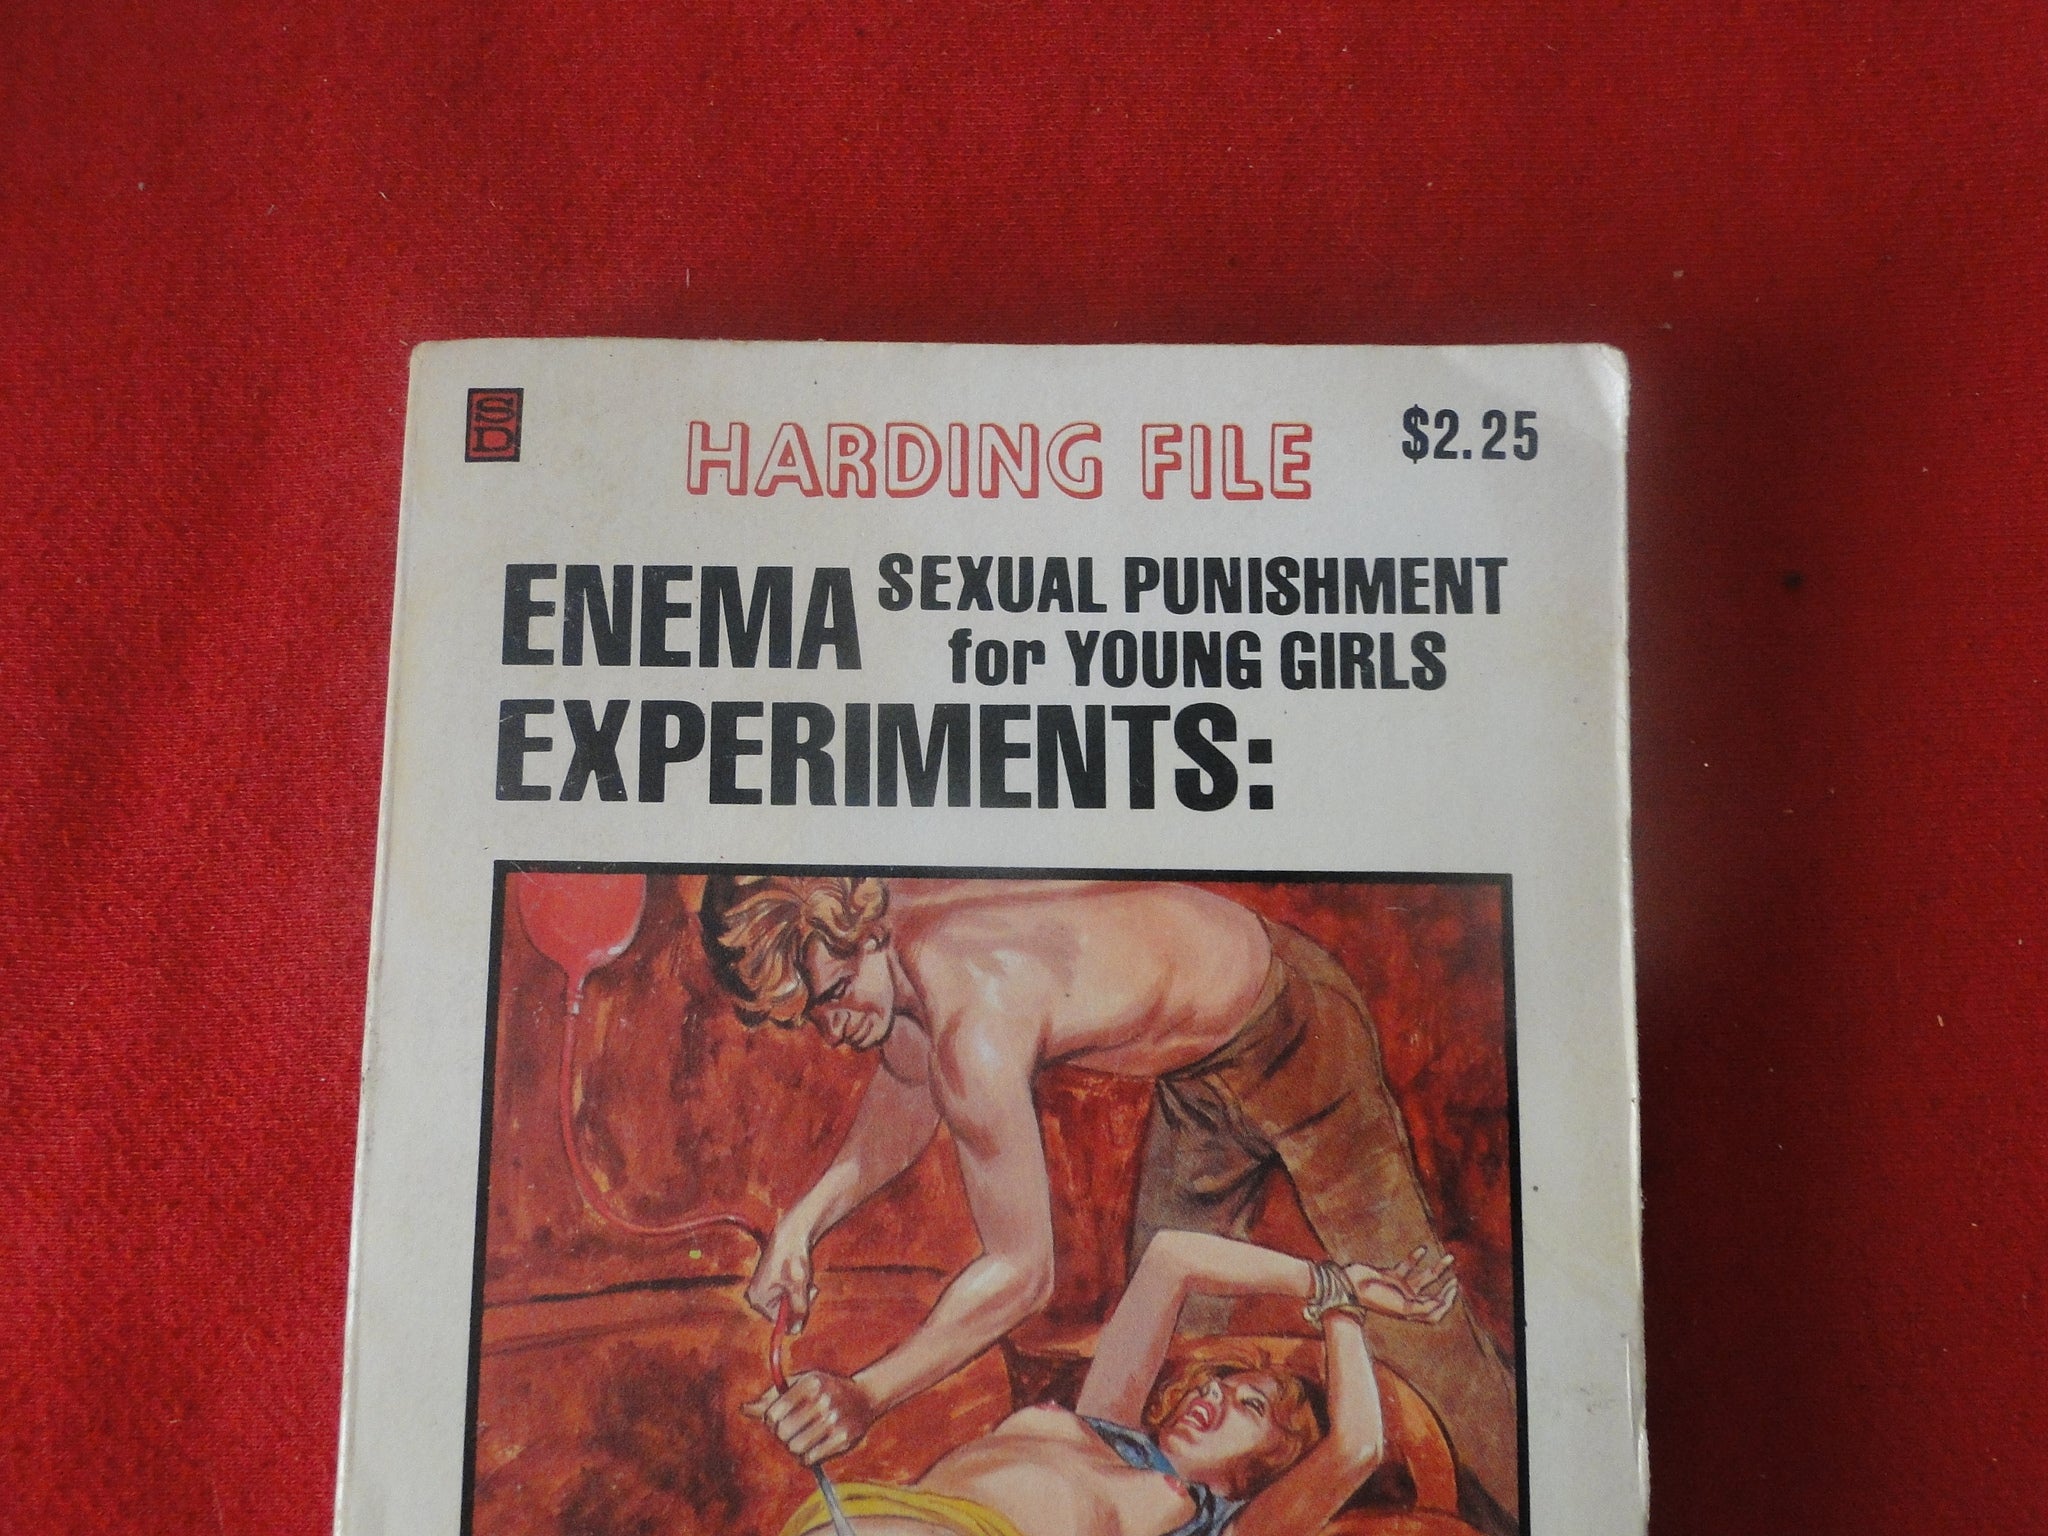 SD
HARDING FILE
$2.25
ENEMA SEXUAL PUNISHMENT
for YOUNG GIRLS
EXPERIMENTS: